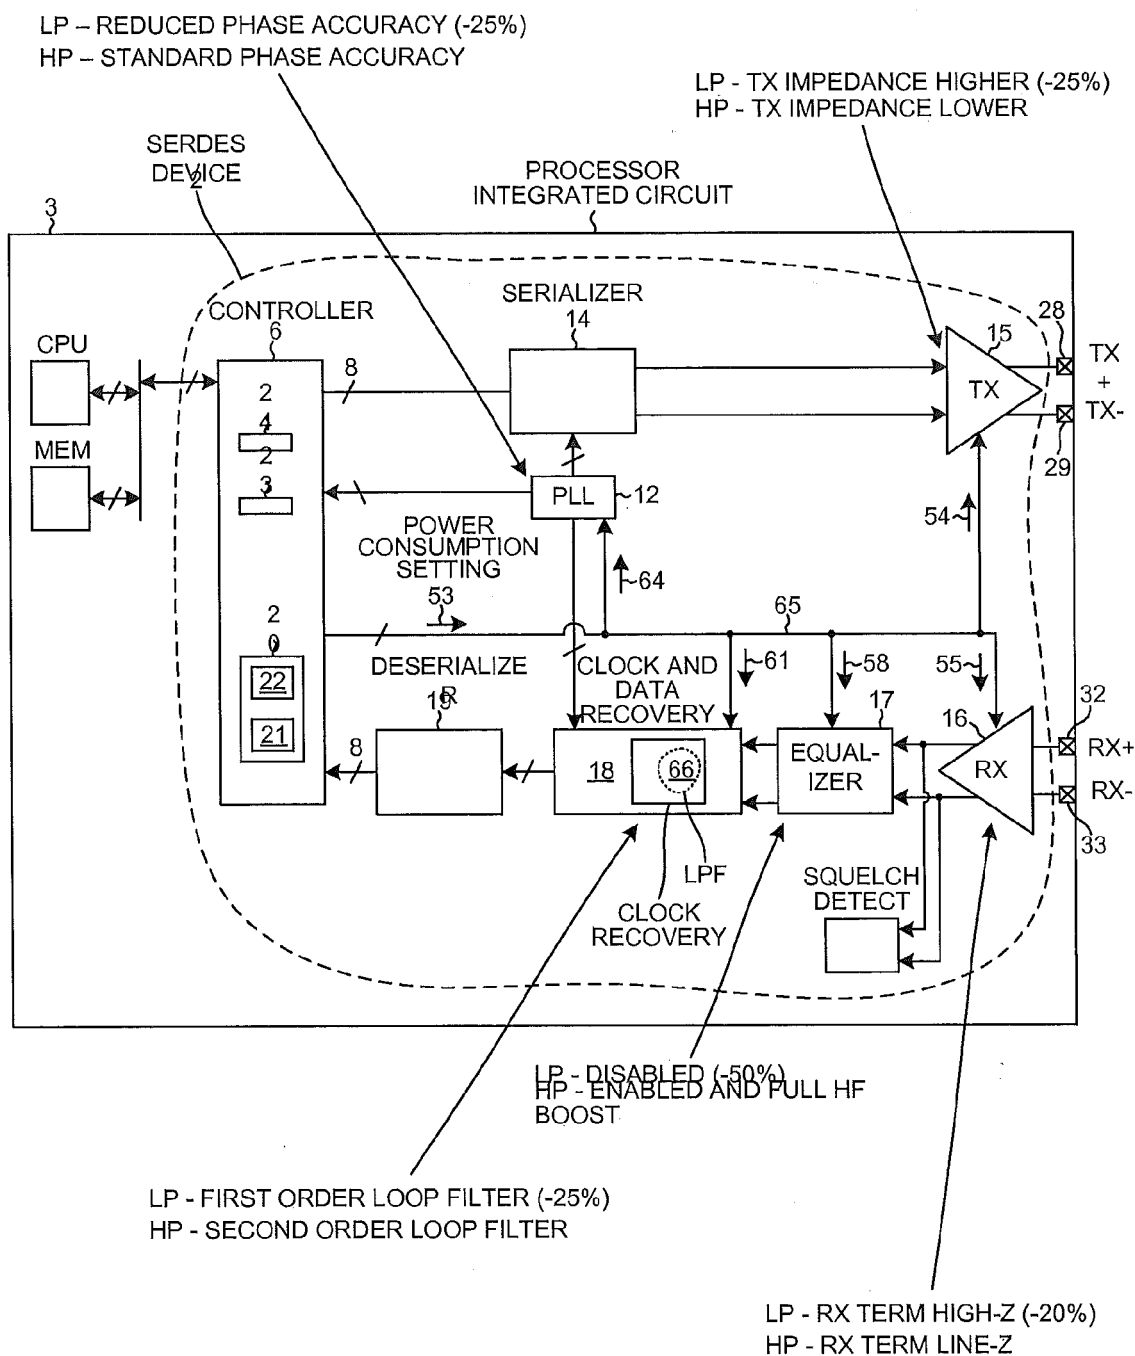 LP – REDUCED PHASE ACCURACY (-25%)
HP – STANDARD PHASE ACCURACY
LP - TX IMPEDANCE HIGHER (-25%)
HP - TX IMPEDANCE LOWER
SERDES
DEVICE
2
PROCESSOR
INTEGRATED CIRCUIT
3
CONTROLLER
6
SERIALIZER
14
15
28
TX
+
TX-
29
CPU
MEM
8
2
4
2
3
TX
PLL
12
54
POWER
CONSUMPTION
SETTING
53
64
65
2
0
22
21
DESERIALIZE
R
19
8
CLOCK AND
DATA
RECOVERY
61
58
55
17
16
32
RX+
RX-
33
18
66
EQUAL-
IZER
RX
LPF
CLOCK
RECOVERY
SQUELCH
DETECT
LP - DISABLED (-50%)
HP - ENABLED AND FULL HF
BOOST
LP - FIRST ORDER LOOP FILTER (-25%)
HP - SECOND ORDER LOOP FILTER
LP - RX TERM HIGH-Z (-20%)
HP - RX TERM LINE-Z